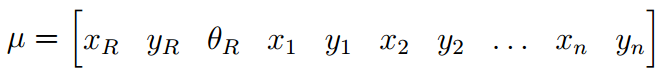 μ = [x_R y_R θ_R x_1 y_1 x_2 y_2 … x_n y_n]